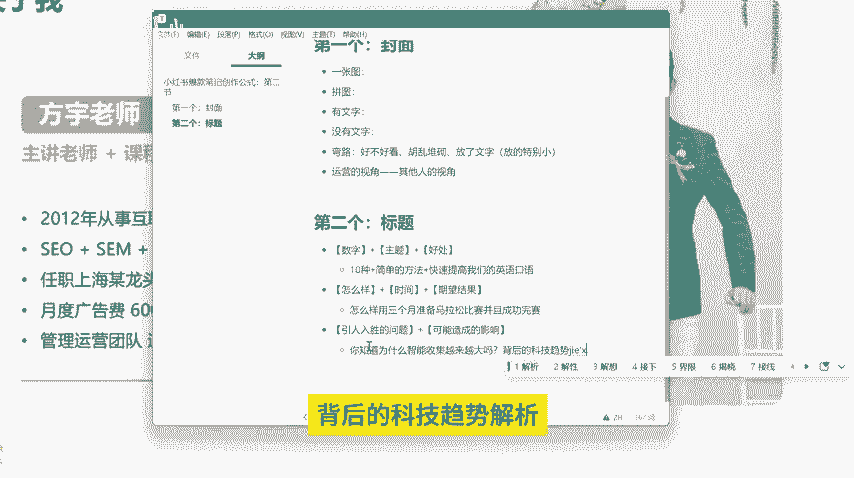 方宇老师
主讲老师 + 课程
2012年从事互联
SEO + SEM +
任职上海某龙头
月度广告费 600
管理运营团队
编辑(E) 段落(P) 格式(O) 视图(V) 主题(T) 帮助(H)
文件 大纲
小红书爆款笔记创作公式：第二
节
第一个：封面
第二个：标题
第一个：封面
一张图：
拼图：
有文字：
没有文字：
弯路：好不好看、胡乱堆砌、放了文字（放的特别小）
运营的视角——其他人的视角
第二个：标题
【数字】+【主题】+【好处】
10种+简单的方法+快速提高我们的英语口语
【怎么样】+【时间】+【期望结果】
怎么样用三个月准备马拉松比赛并且成功完赛
【引人入胜的问题】+【可能造成的影响】
你知道为什么智能收集越来越大吗？背后的科技趋势jie'x
1 解析 2 解性 3 解想 4 接下 5 界限 6 揭晓 7 接线
背后的科技趋势解析